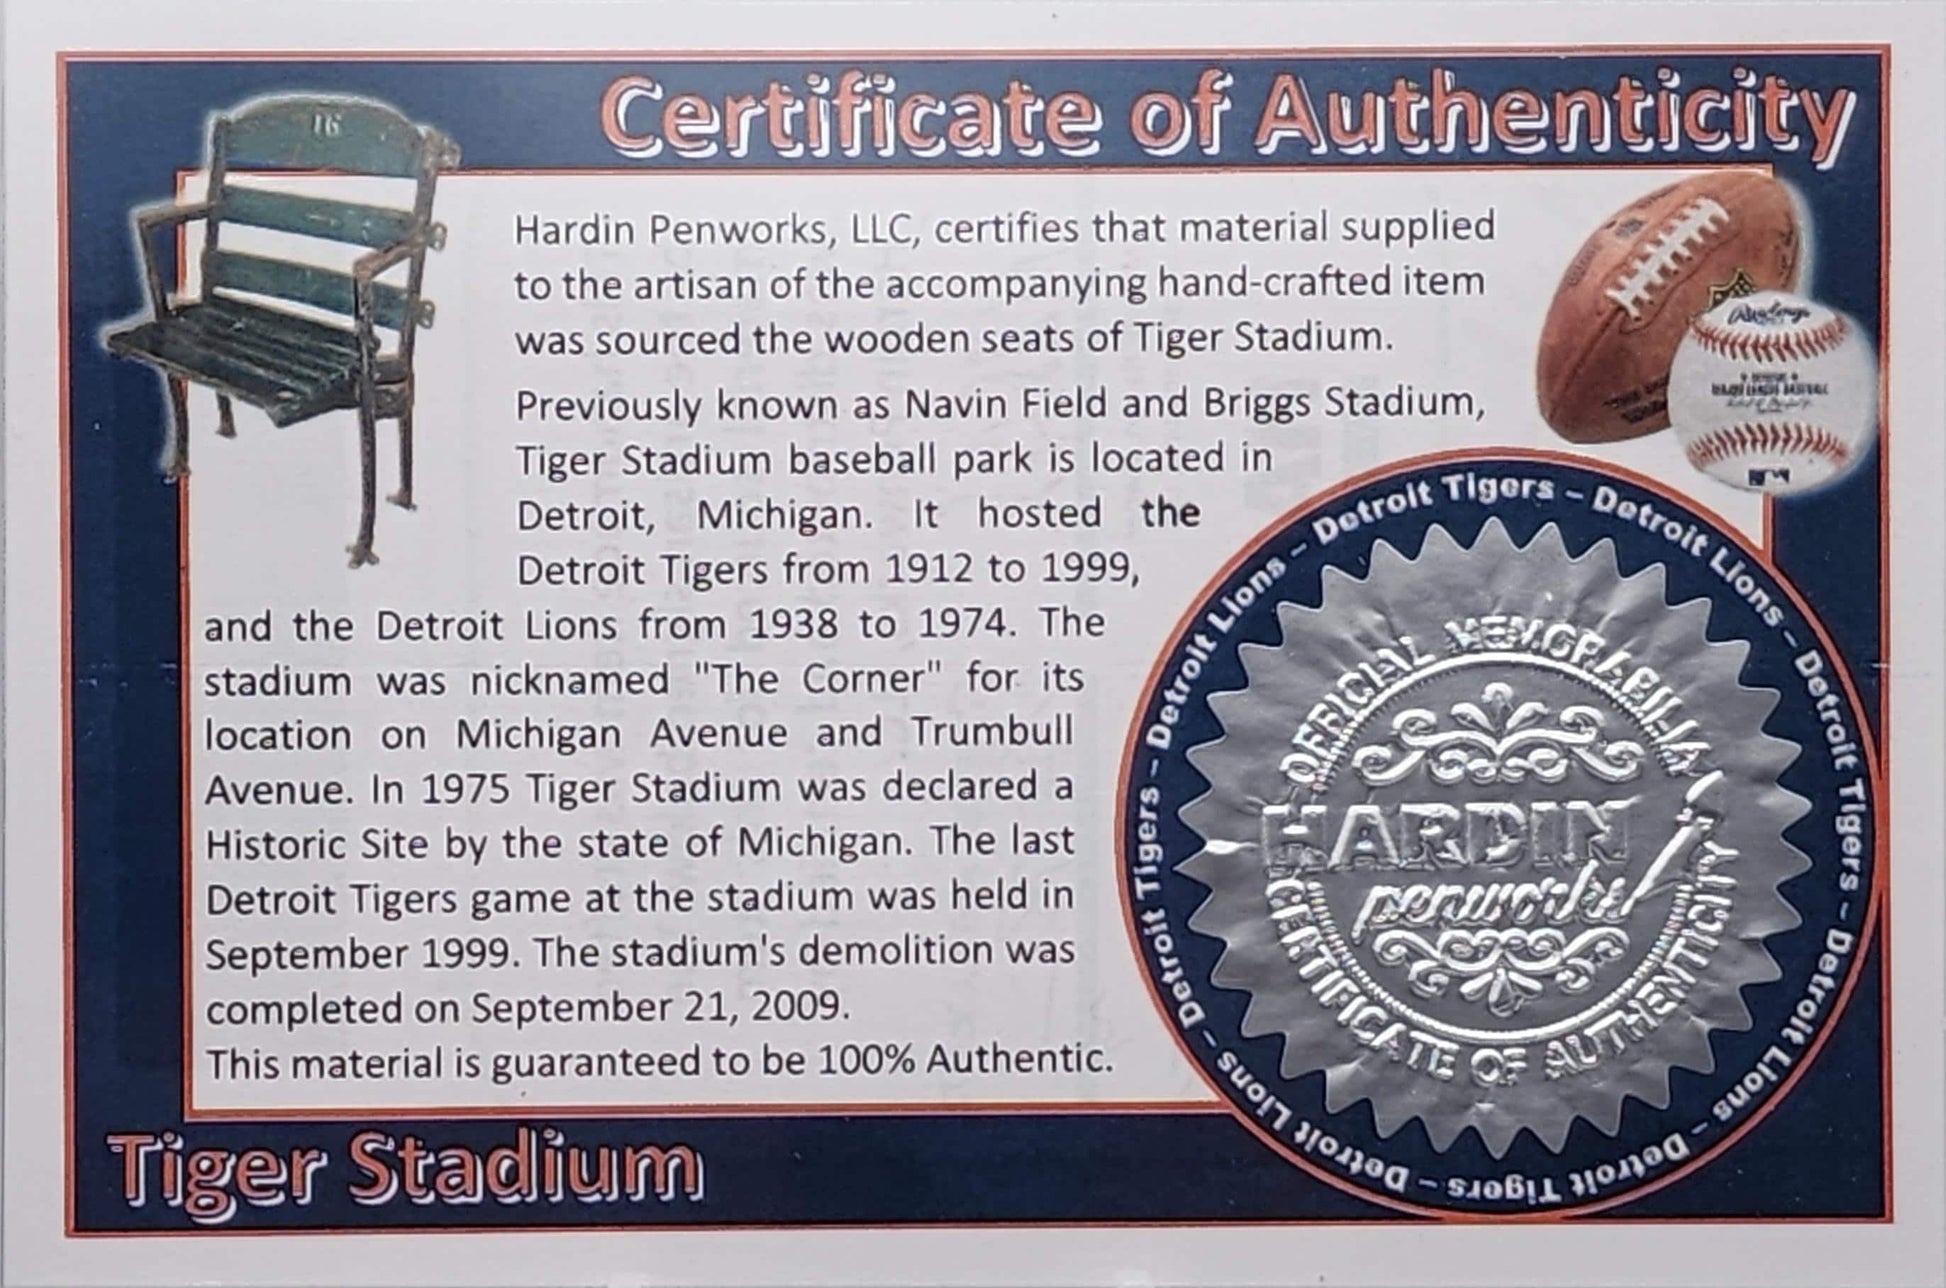 Certificate of Authenticity
16
Hardin Penworks, LLC, certifies that material supplied
to the artisan of the accompanying hand-crafted item
was sourced the wooden seats of Tiger Stadium.
Previously known as Navin Field and Briggs Stadium,
Tiger Stadium baseball park is located in
Detroit, Michigan. It hosted the
Detroit Tigers from 1912 to 1999,
and the Detroit Lions from 1938 to 1974. The
stadium was nicknamed "The Corner" for its
location on Michigan Avenue and Trumbull
Avenue. In 1975 Tiger Stadium was declared a
Historic Site by the state of Michigan. The last
Detroit Tigers game at the stadium was held in
September 1999. The stadium's demolition was
completed on September 21, 2009.
This material is guaranteed to be 100% Authentic.
Rawlings
Detroit Tigers – Detroit Lions – Detroit Tigers – Detroit Lions – Detroit Tigers – Detroit Lions – Detroit Tigers – Detroit Lions –
OFFICIAL MEMORABILIA
HARDIN
penworks
CERTIFICATE OF AUTHENTICITY
Tiger Stadium